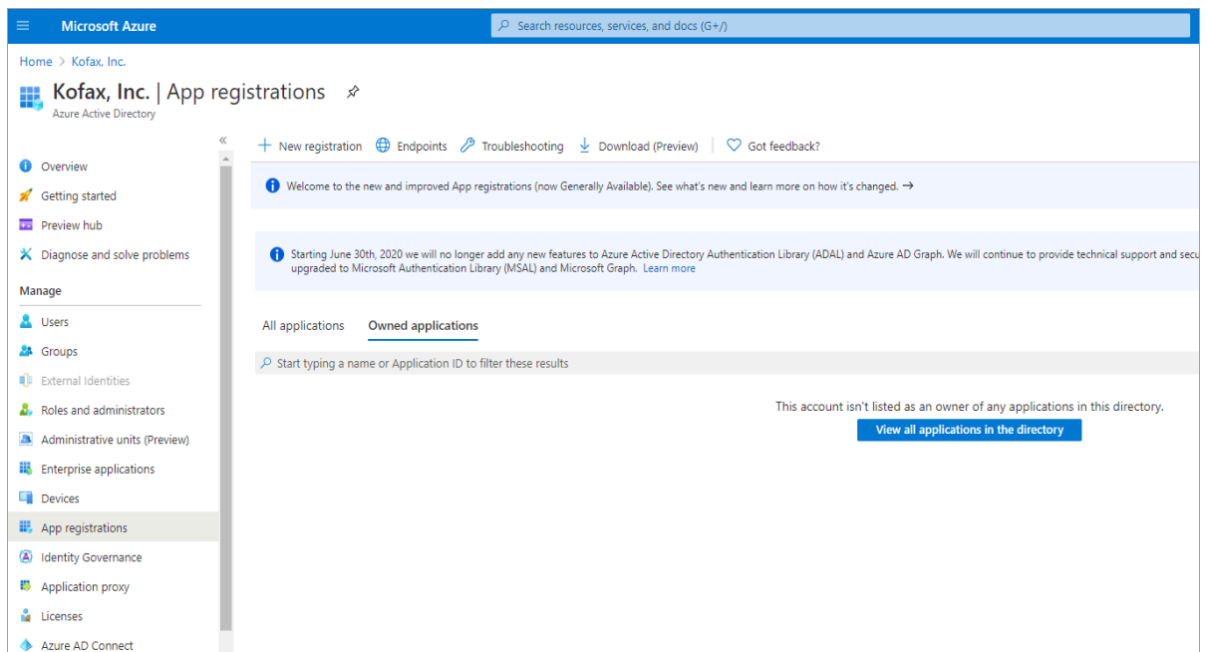 Microsoft Azure
Search resources, services, and docs (G+/)
Home > Kofax, Inc.
Kofax, Inc. | App registrations
Azure Active Directory
«
New registration Endpoints Troubleshooting Download (Preview) Got feedback?
Welcome to the new and improved App registrations (now Generally Available). See what's new and learn more on how it's changed. →
Starting June 30th, 2020 we will no longer add any new features to Azure Active Directory Authentication Library (ADAL) and Azure AD Graph. We will continue to provide technical support and secu
upgraded to Microsoft Authentication Library (MSAL) and Microsoft Graph. Learn more
All applications Owned applications
Start typing a name or Application ID to filter these results
This account isn't listed as an owner of any applications in this directory.
View all applications in the directory
Overview
Getting started
Preview hub
Diagnose and solve problems
Manage
Users
Groups
External Identities
Roles and administrators
Administrative units (Preview)
Enterprise applications
Devices
App registrations
Identity Governance
Application proxy
Licenses
Azure AD Connect